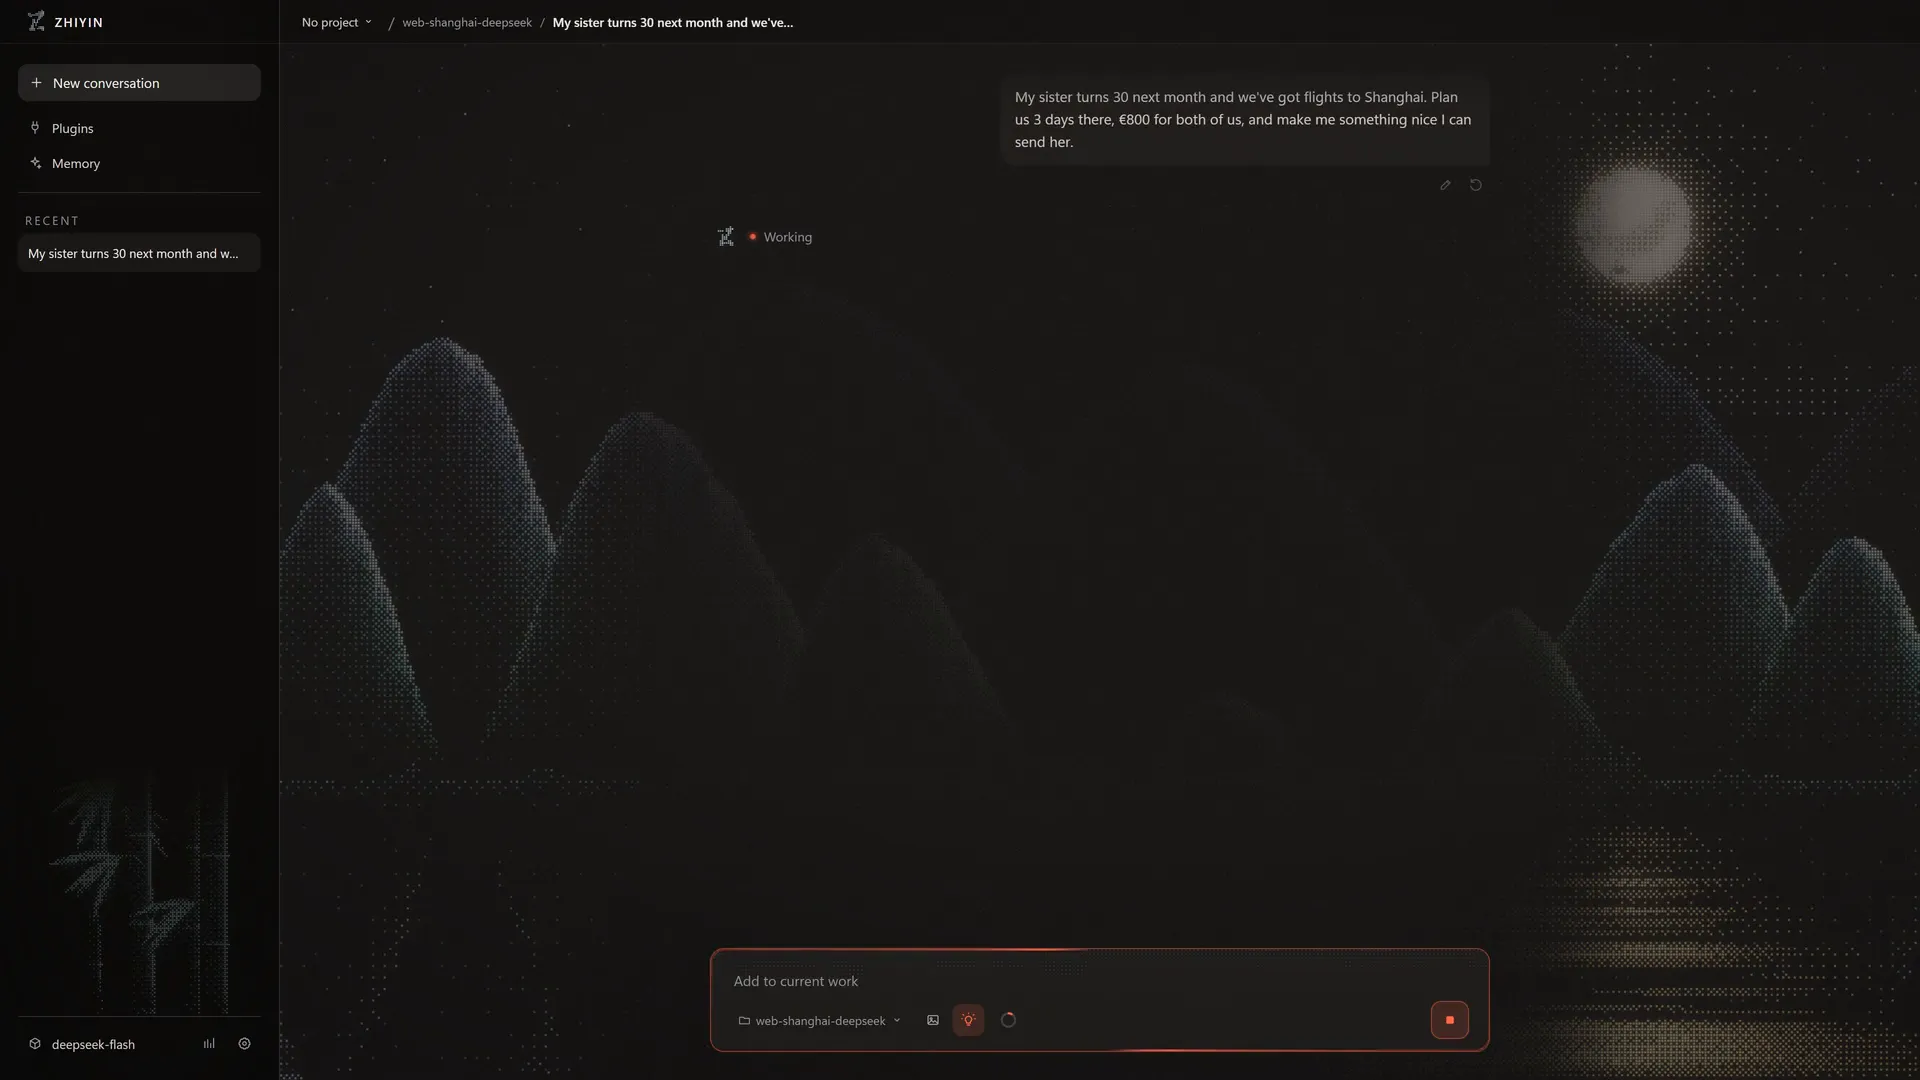 ZHIYIN
No project / web-shanghai-deepseek / My sister turns 30 next month and we've...
New conversation
Plugins
Memory
RECENT
My sister turns 30 next month and w...
My sister turns 30 next month and we've got flights to Shanghai. Plan
us 3 days there, €800 for both of us, and make me something nice I can
send her.
Working
Add to current work
web-shanghai-deepseek
deepseek-flash